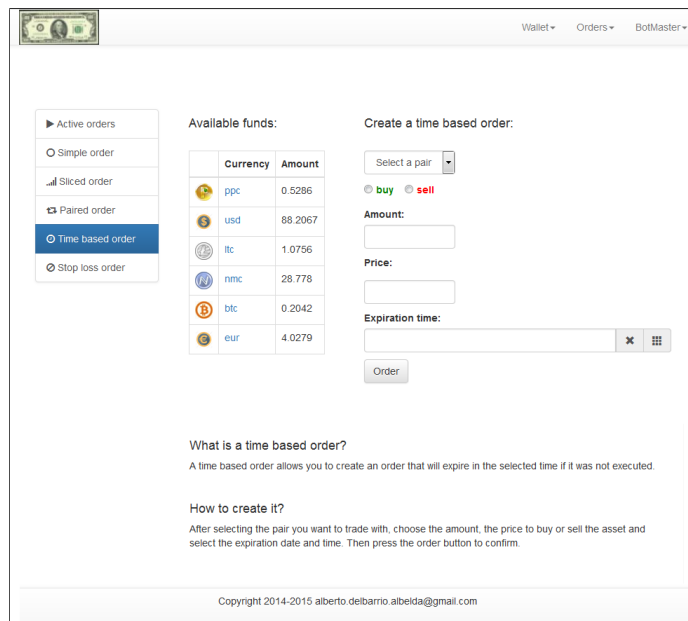 Wallet Orders BotMaster
Active orders
Simple order
Sliced order
Paired order
Time based order
Stop loss order
Available funds:
Currency Amount
ppc 0.5286
usd 88.2067
ltc 1.0756
nmc 28.778
btc 0.2042
eur 4.0279
Create a time based order:
Select a pair
buy sell
Amount:
Price:
Expiration time:
Order
What is a time based order?
A time based order allows you to create an order that will expire in the selected time if it was not executed.
How to create it?
After selecting the pair you want to trade with, choose the amount, the price to buy or sell the asset and
select the expiration date and time. Then press the order button to confirm.
Copyright 2014-2015 alberto.delbarrio.albelda@gmail.com